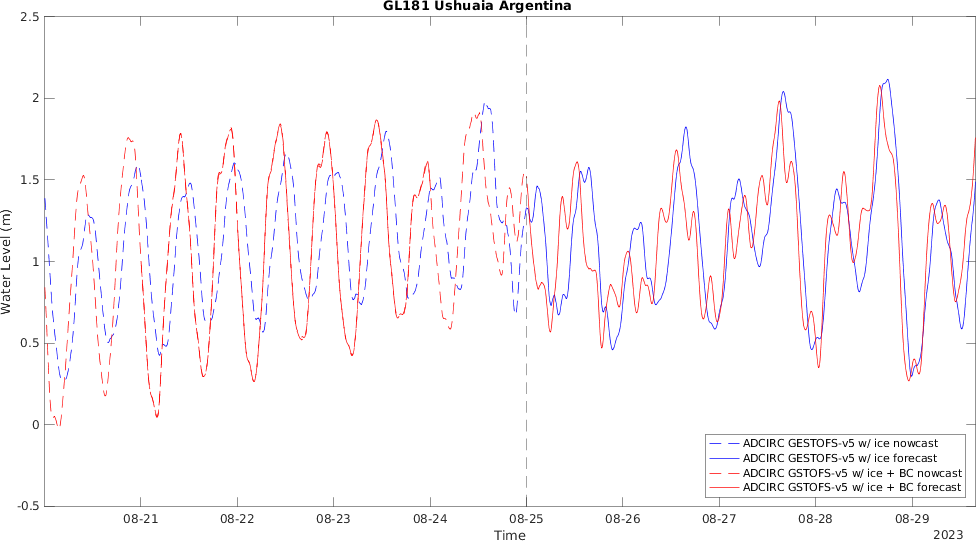 GL181 Ushuaia Argentina
2.5
2
1.5
1
0.5
0
-0.5
Water Level (m)
ADCIRC GESTOFS-v5 w/ ice nowcast
ADCIRC GESTOFS-v5 w/ ice forecast
ADCIRC GSTOFS-v5 w/ ice + BC nowcast
ADCIRC GSTOFS-v5 w/ ice + BC forecast
08-21 08-22 08-23 08-24 08-25 08-26 08-27 08-28 08-29
Time
2023